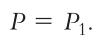 P = P₁.